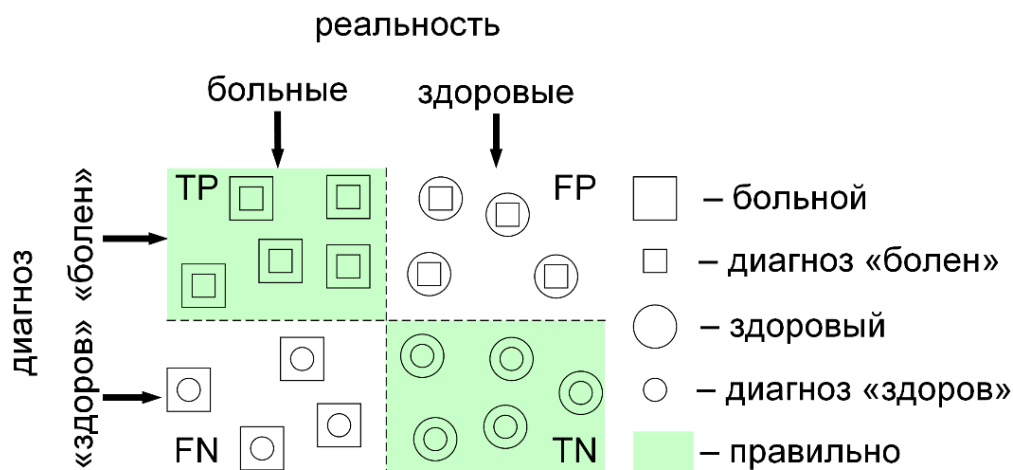 реальность
больные
здоровые
TP
FP
FN
TN
диагноз
«здоров» «болен»
– больной
– диагноз «болен»
– здоровый
– диагноз «здоров»
– правильно